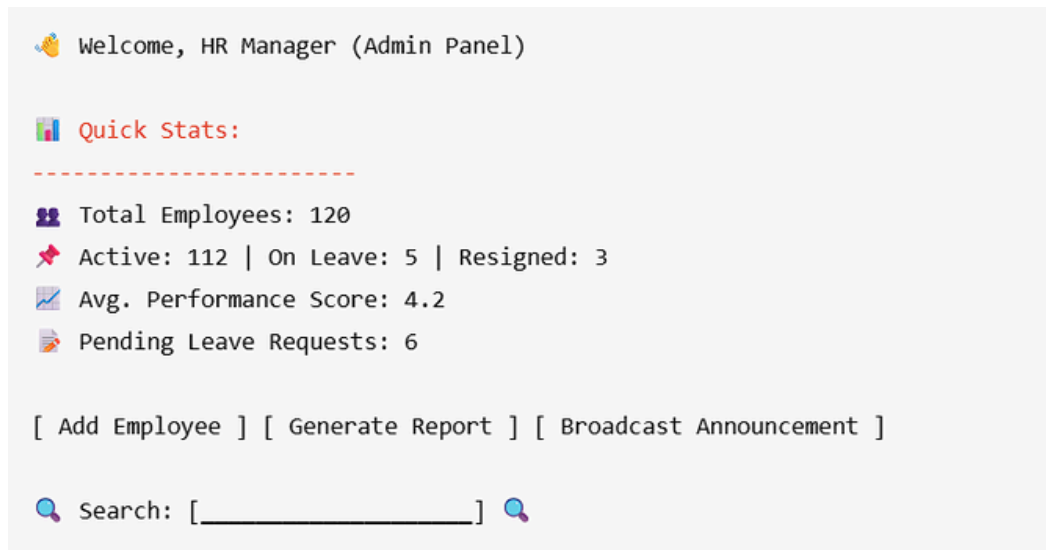 👋 Welcome, HR Manager (Admin Panel)
📊 Quick Stats:
------------------------
👥 Total Employees: 120
📌 Active: 112 | On Leave: 5 | Resigned: 3
📈 Avg. Performance Score: 4.2
📝 Pending Leave Requests: 6
[ Add Employee ] [ Generate Report ] [ Broadcast Announcement ]
🔍 Search: [____________________] 🔍